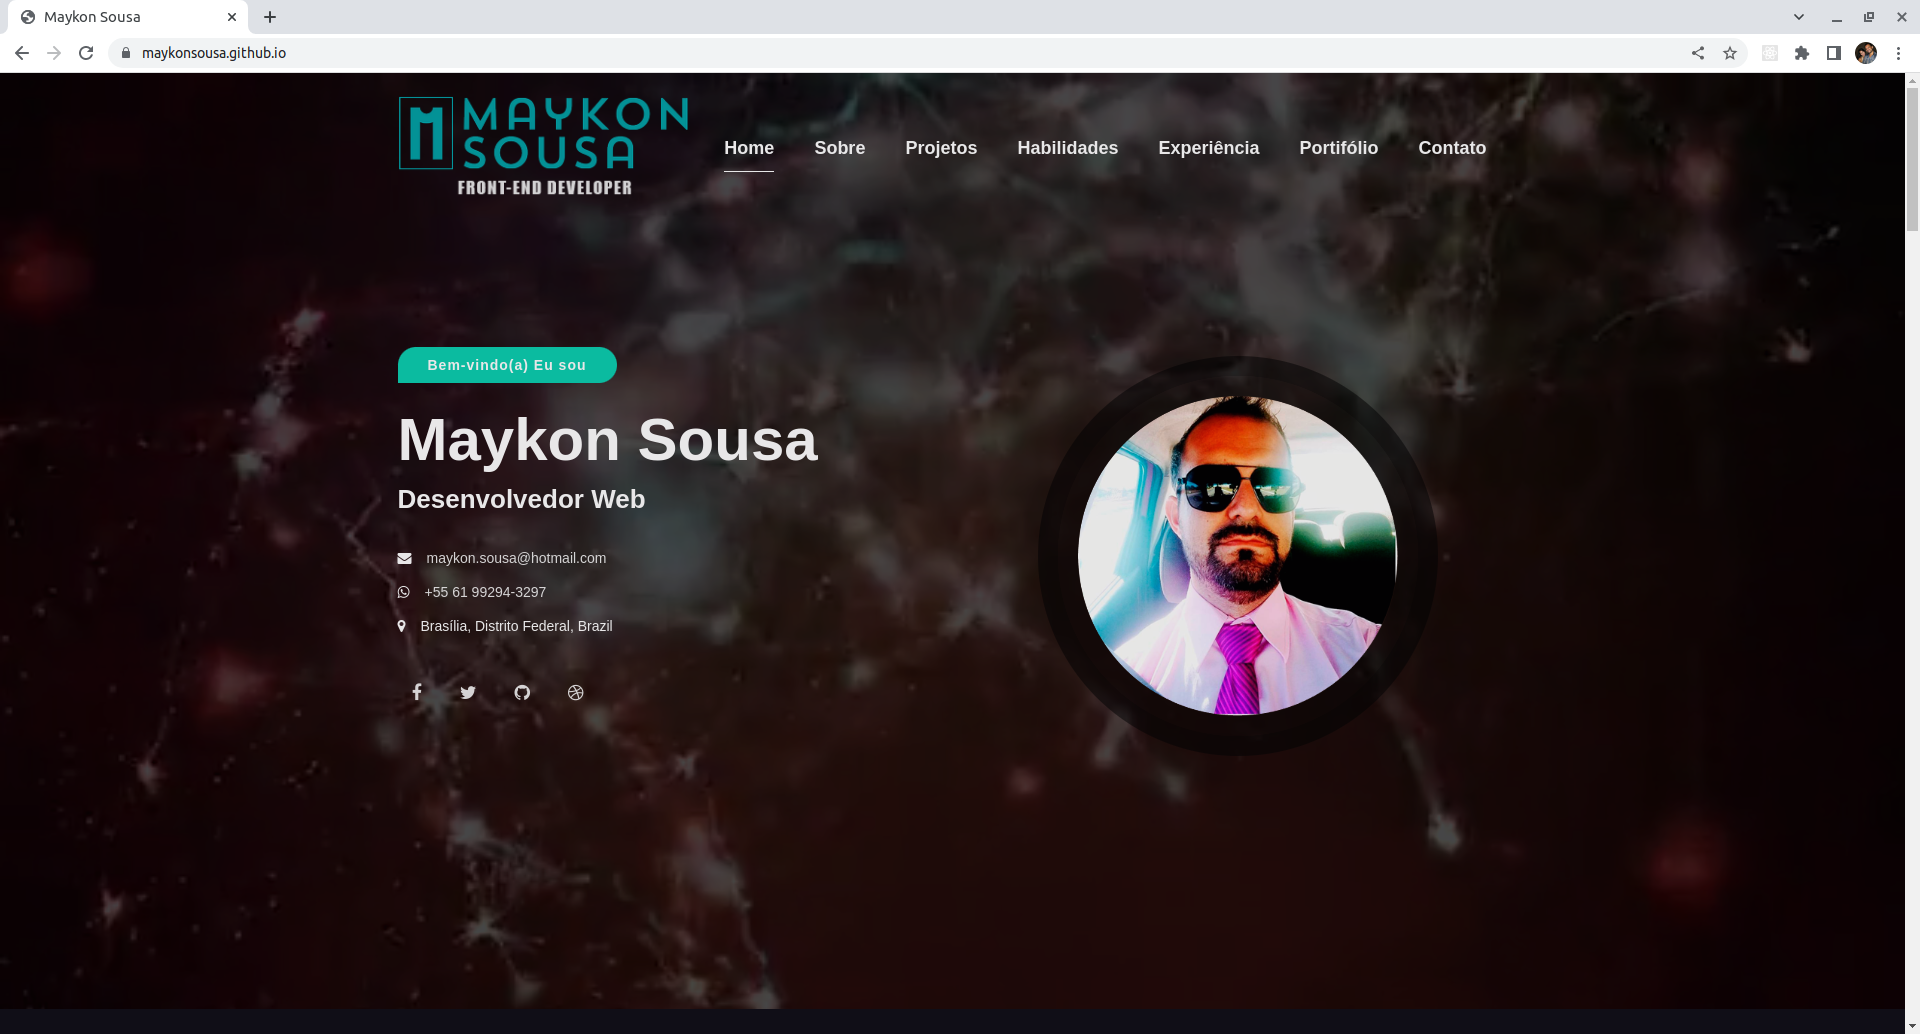 Maykon Sousa
maykonsousa.github.io
MAYKON
SOUSA
FRONT-END DEVELOPER
Home Sobre Projetos Habilidades Experiência Portifólio Contato
Bem-vindo(a) Eu sou
Maykon Sousa
Desenvolvedor Web
maykon.sousa@hotmail.com
+55 61 99294-3297
Brasília, Distrito Federal, Brazil